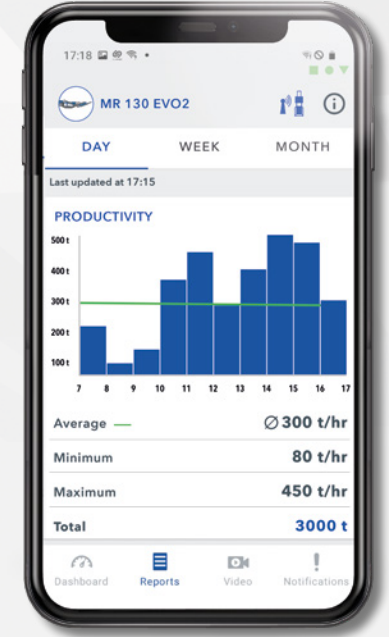 17:18
MR 130 EVO2
DAY WEEK MONTH
Last updated at 17:15
PRODUCTIVITY
500 t
400 t
300 t
200 t
100 t
7 8 9 10 11 12 13 14 15 16 17
Average Ø 300 t/hr
Minimum 80 t/hr
Maximum 450 t/hr
Total 3000 t
Dashboard Reports Video Notifications